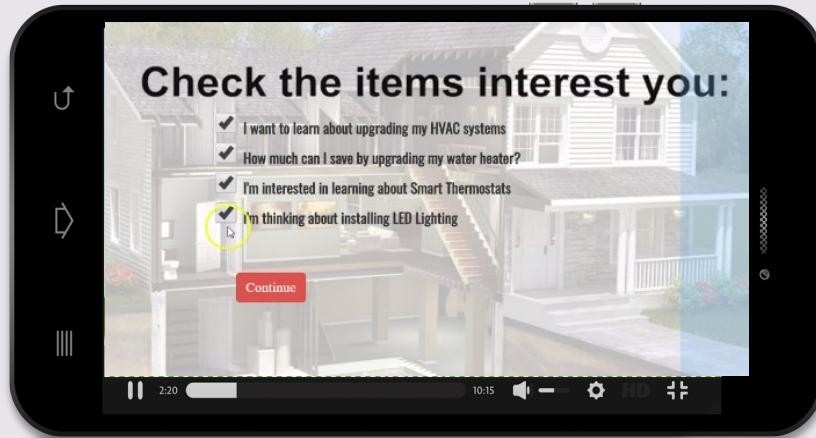 Check the items interest you:
I want to learn about upgrading my HVAC systems
How much can I save by upgrading my water heater?
I'm interested in learning about Smart Thermostats
I'm thinking about installing LED Lighting
Continue
2:20
10:15
HD